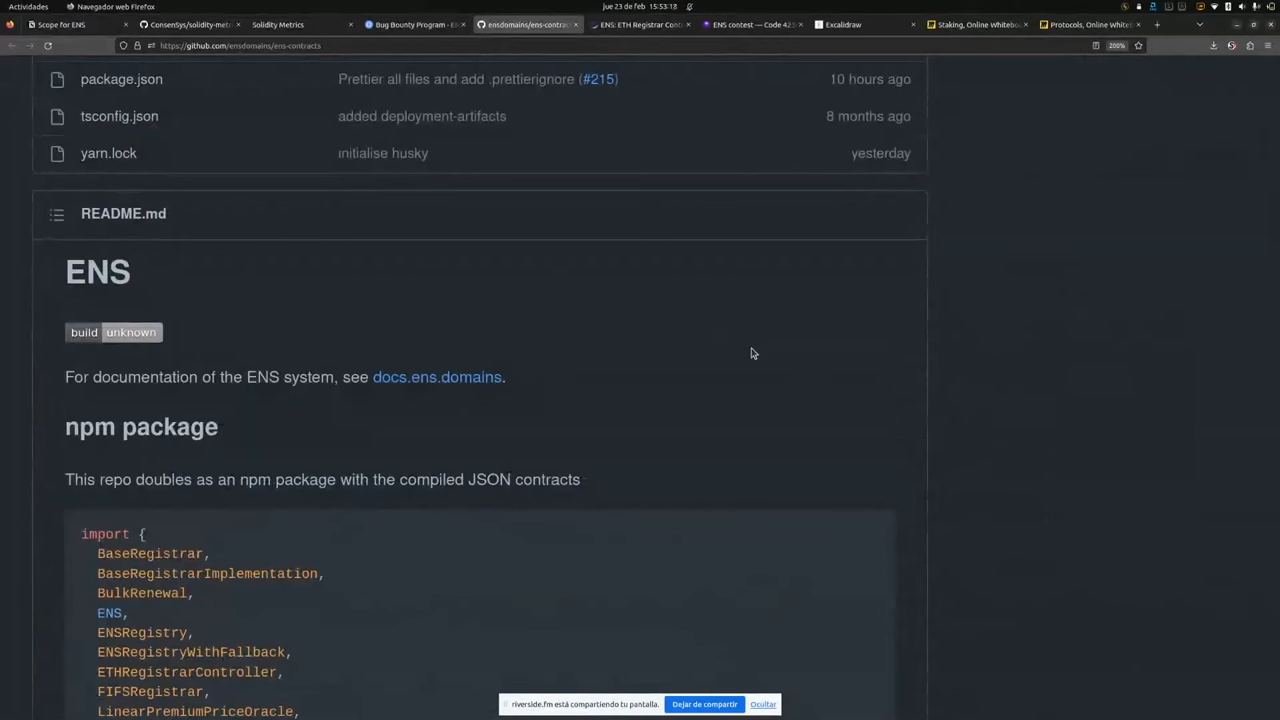 Actividades
Navegador web Firefox
jue 23 de feb 15:53:18
Scope for ENS
ConsenSys/solidity-metr
Solidity Metrics
Bug Bounty Program - EN
ensdomains/ens-contrac
ENS: ETH Registrar Cont
ENS contest — Code 423
Excalidraw
Staking, Online Whiteboa
Protocols, Online Whiteb
https://github.com/ensdomains/ens-contracts
200%
package.json
Prettier all files and add .prettierignore (#215)
10 hours ago
tsconfig.json
added deployment-artifacts
8 months ago
yarn.lock
initialise husky
yesterday
README.md
ENS
build unknown
For documentation of the ENS system, see docs.ens.domains.
npm package
This repo doubles as an npm package with the compiled JSON contracts
import {
BaseRegistrar,
BaseRegistrarImplementation,
BulkRenewal,
ENS,
ENSRegistry,
ENSRegistryWithFallback,
ETHRegistrarController,
FIFSRegistrar,
LinearPremiumPriceOracle,
riverside.fm está compartiendo tu pantalla.
Dejar de compartir
Ocultar